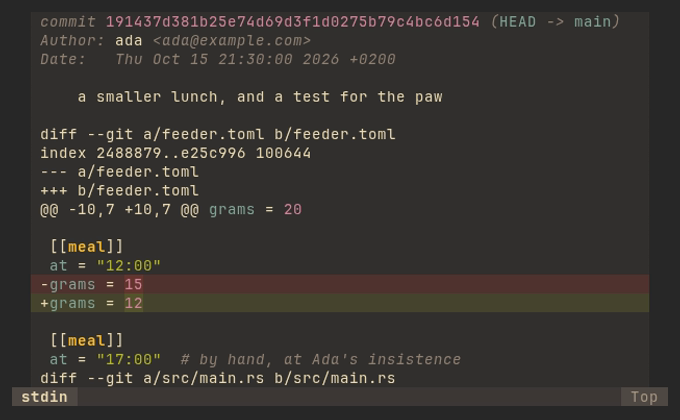 commit 191437d381b25e74d69d3f1d0275b79c4bc6d154 (HEAD -> main)
Author: ada <ada@example.com>
Date:   Thu Oct 15 21:30:00 2026 +0200

    a smaller lunch, and a test for the paw

diff --git a/feeder.toml b/feeder.toml
index 2488879..e25c996 100644
--- a/feeder.toml
+++ b/feeder.toml
@@ -10,7 +10,7 @@ grams = 20

 [[meal]]
 at = "12:00"
-grams = 15
+grams = 12

 [[meal]]
 at = "17:00"  # by hand, at Ada's insistence
diff --git a/src/main.rs b/src/main.rs
stdin Top